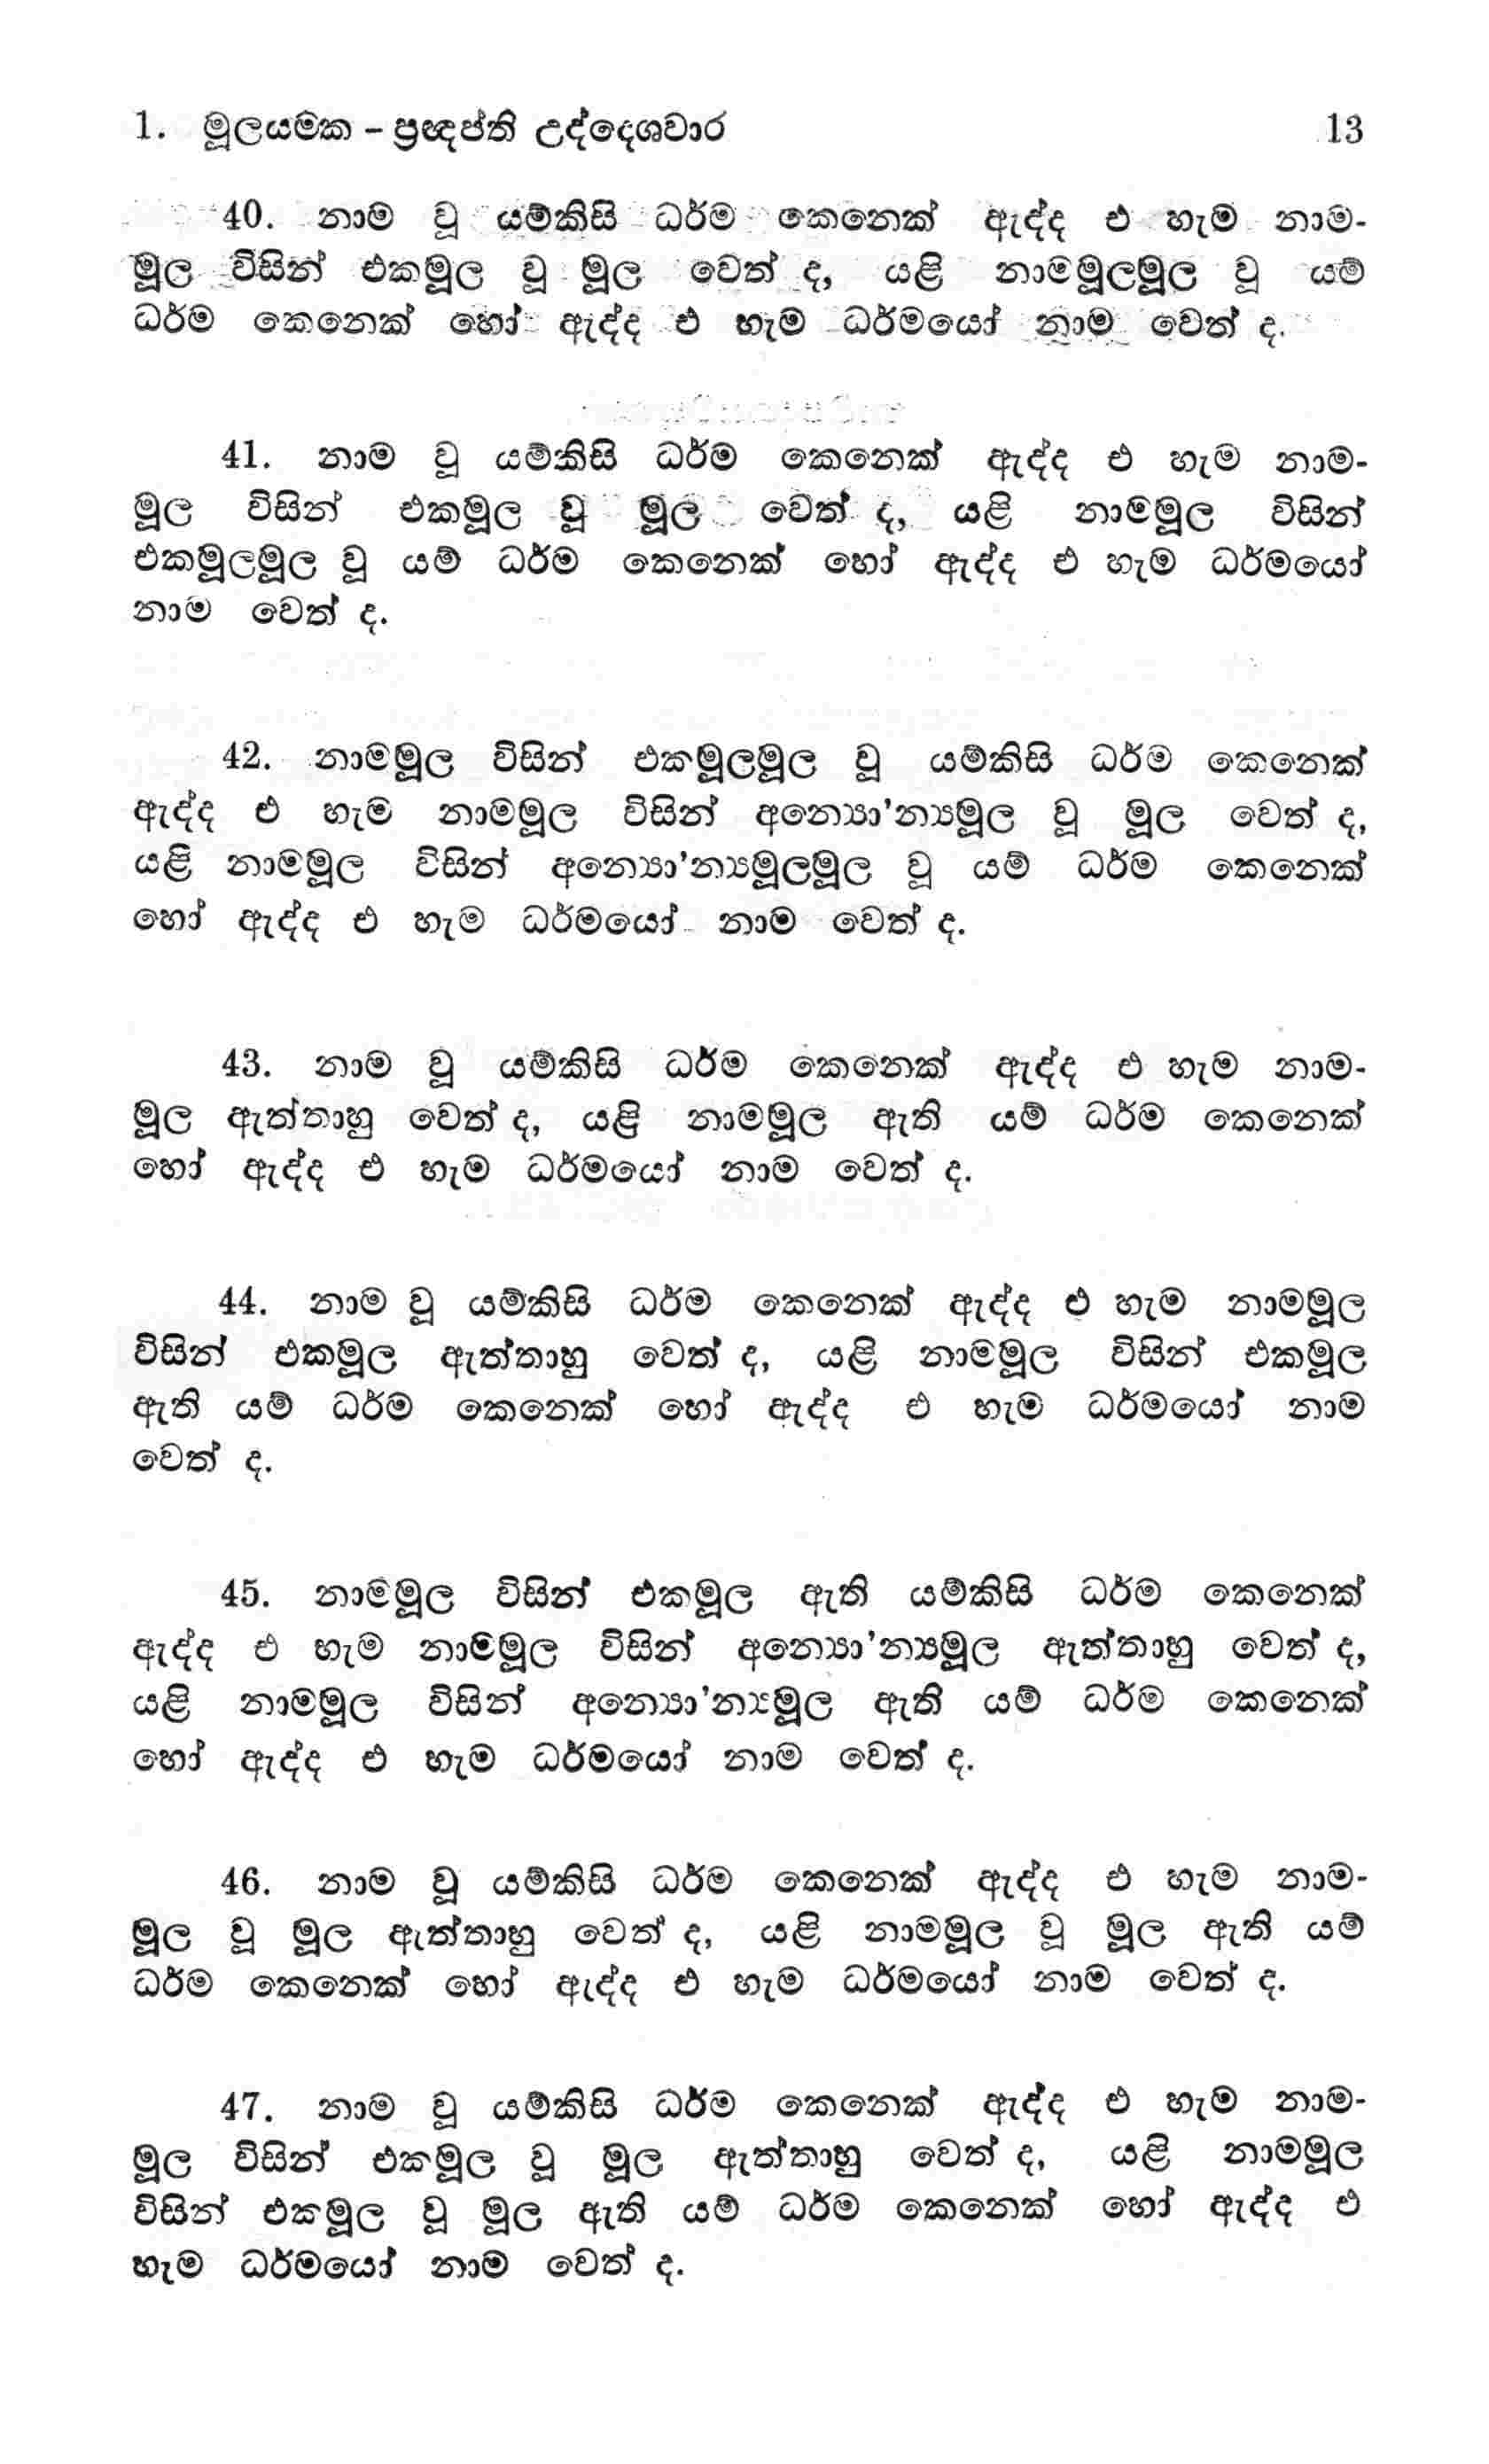 1. මූලයමක – ප්‍රඥප්ති උද්දෙශවාර 13
40. නාම වූ යම්කිසි ධර්ම කෙනෙක් ඇද්ද එ හැම නාම-
මූල විසින් එකමූල වූ මූල වෙත් ද, යළි නාමමූලමූල වූ යම්
ධර්ම කෙනෙක් හෝ ඇද්ද එ හැම ධර්මයෝ නාම වෙත් ද.
41. නාම වූ යම්කිසි ධර්ම කෙනෙක් ඇද්ද එ හැම නාම-
මූල විසින් එකමූල වූ මූල වෙත් ද, යළි නාමමූල විසින්
එකමූලමූල වූ යම් ධර්ම කෙනෙක් හෝ ඇද්ද එ හැම ධර්මයෝ
නාම වෙත් ද.
42. නාමමූල විසින් එකමූලමූල වූ යම්කිසි ධර්ම කෙනෙක්
ඇද්ද එ හැම නාමමූල විසින් අන්‍යො’න්‍යමූල වූ මූල වෙත් ද,
යළි නාමමූල විසින් අන්‍යො’න්‍යමූලමූල වූ යම් ධර්ම කෙනෙක්
හෝ ඇද්ද එ හැම ධර්මයෝ නාම වෙත් ද.
43. නාම වූ යම්කිසි ධර්ම කෙනෙක් ඇද්ද එ හැම නාම-
මූල ඇත්තාහු වෙත් ද, යළි නාමමූල ඇති යම් ධර්ම කෙනෙක්
හෝ ඇද්ද එ හැම ධර්මයෝ නාම වෙත් ද.
44. නාම වූ යම්කිසි ධර්ම කෙනෙක් ඇද්ද එ හැම නාමමූල
විසින් එකමූල ඇත්තාහු වෙත් ද, යළි නාමමූල විසින් එකමූල
ඇති යම් ධර්ම කෙනෙක් හෝ ඇද්ද එ හැම ධර්මයෝ නාම
වෙත් ද.
45. නාමමූල විසින් එකමූල ඇති යම්කිසි ධර්ම කෙනෙක්
ඇද්ද එ හැම නාමමූල විසින් අන්‍යො’න්‍යමූල ඇත්තාහු වෙත් ද,
යළි නාමමූල විසින් අන්‍යො’න්‍යමූල ඇති යම් ධර්ම කෙනෙක්
හෝ ඇද්ද එ හැම ධර්මයෝ නාම වෙත් ද.
46. නාම වූ යම්කිසි ධර්ම කෙනෙක් ඇද්ද එ හැම නාම-
මූල වූ මූල ඇත්තාහු වෙත් ද, යළි නාමමූල වූ මූල ඇති යම්
ධර්ම කෙනෙක් හෝ ඇද්ද එ හැම ධර්මයෝ නාම වෙත් ද.
47. නාම වූ යම්කිසි ධර්ම කෙනෙක් ඇද්ද එ හැම නාම-
මූල විසින් එකමූල වූ මූල ඇත්තාහු වෙත් ද, යළි නාමමූල
විසින් එකමූල වූ මූල ඇති යම් ධර්ම කෙනෙක් හෝ ඇද්ද එ
හැම ධර්මයෝ නාම වෙත් ද.